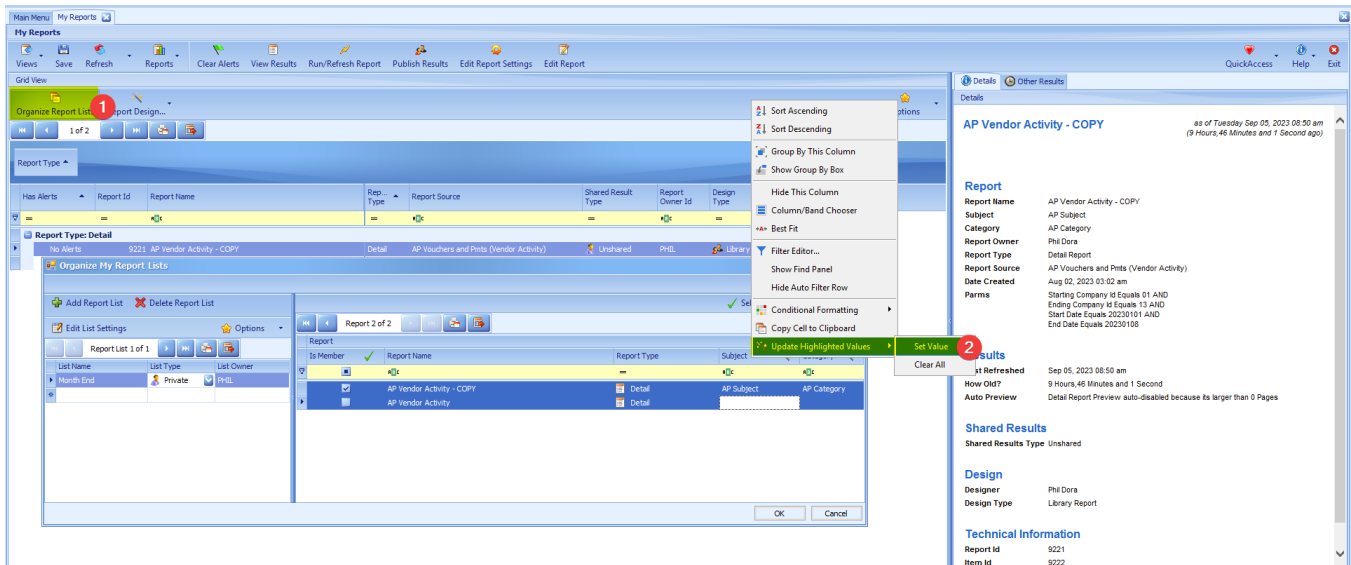 Main Menu My Reports
My Reports
Views Save Refresh Reports Clear Alerts View Results Run/Refresh Report Publish Results Edit Report Settings Edit Report QuickAccess Help Exit
Grid View
Organize Report List 1 port Design... ptions
1 of 2
Report Type
Has Alerts Report Id Report Name Rep... Type Report Source Shared Result Type Report Owner Id Design Type
Report Type: Detail
No Alerts 9221 AP Vendor Activity - COPY Detail AP Vouchers and Pmts (Vendor Activity) Unshared PHIL Library
Organize My Report Lists
Add Report List Delete Report List Sel
Edit List Settings Options
Report List 1 of 1
List Name List Type List Owner
Month End Private PHIL
Report 2 of 2
Report
Is Member Report Name Report Type Subject
AP Vendor Activity - COPY Detail AP Subject AP Category
AP Vendor Activity Detail
OK Cancel
Sort Ascending
Sort Descending
Group By This Column
Show Group By Box
Hide This Column
Column/Band Chooser
Best Fit
Filter Editor...
Show Find Panel
Hide Auto Filter Row
Conditional Formatting
Copy Cell to Clipboard
Update Highlighted Values
Set Value 2
Clear All
Details Other Results
Details
AP Vendor Activity - COPY
as of Tuesday Sep 05, 2023 08:50 am
(9 Hours,46 Minutes and 1 Second ago)
Report
Report Name AP Vendor Activity - COPY
Subject AP Subject
Category AP Category
Report Owner Phil Dora
Report Type Detail Report
Report Source AP Vouchers and Pmts (Vendor Activity)
Date Created Aug 02, 2023 03:02 am
Parms Starting Company Id Equals 01 AND
Ending Company Id Equals 13 AND
Start Date Equals 20230101 AND
End Date Equals 20230108
sults
st Refreshed Sep 05, 2023 08:50 am
How Old? 9 Hours,46 Minutes and 1 Second
Auto Preview Detail Report Preview auto-disabled because its larger than 0 Pages
Shared Results
Shared Results Type Unshared
Design
Designer Phil Dora
Design Type Library Report
Technical Information
Report Id 9221
Item Id 9222